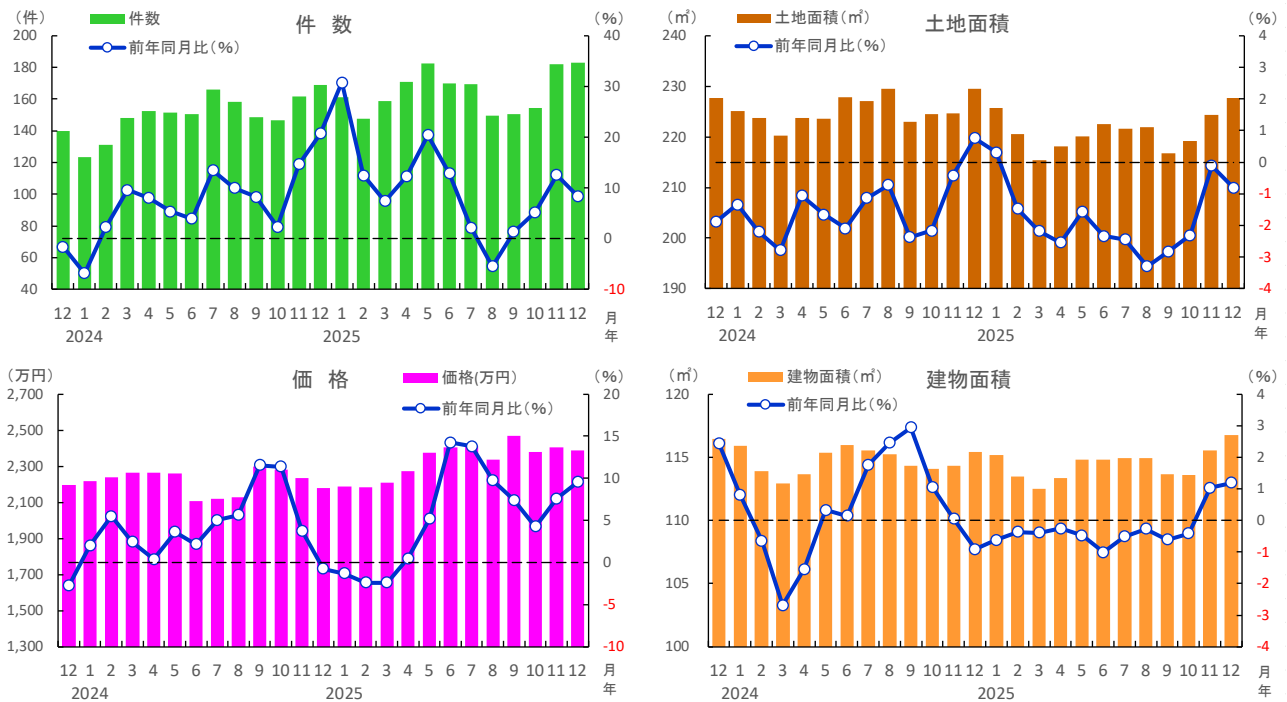 (件) 件数 件 数 (%)
前年同月比(%)
200 40
180
160 30
140 20
120
100 10
80 0
60
40 -10
12 1 2 3 4 5 6 7 8 9 10 11 12 1 2 3 4 5 6 7 8 9 10 11 12 月
2024 2025 年
(㎡) 土地面積(㎡) 土地面積 (%)
前年同月比(%)
240 4
3
230 2
1
220 0
210 -1
200 -2
-3
190 -4
12 1 2 3 4 5 6 7 8 9 10 11 12 1 2 3 4 5 6 7 8 9 10 11 12 月
2024 2025 年
(万円) 価 格 価格(万円) (%)
前年同月比(%)
2,700 20
2,500 15
2,300 10
2,100 5
1,900
1,700 0
1,500 -5
1,300 -10
12 1 2 3 4 5 6 7 8 9 10 11 12 1 2 3 4 5 6 7 8 9 10 11 12 月
2024 2025 年
(㎡) 建物面積(㎡) 建物面積 (%)
前年同月比(%)
120 4
3
115 2
1
110 0
-1
105 -2
-3
100 -4
12 1 2 3 4 5 6 7 8 9 10 11 12 1 2 3 4 5 6 7 8 9 10 11 12 月
2024 2025 年